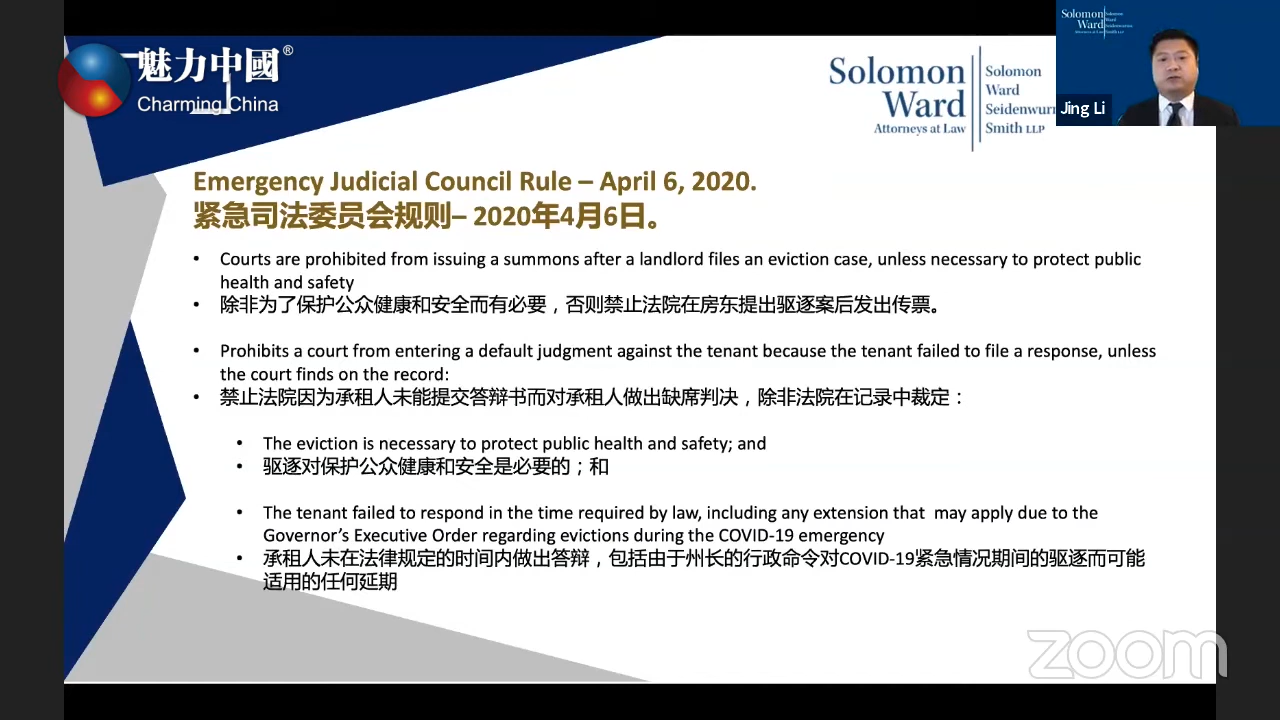 魅力中國®
Charming China
Solomon
Ward
Attorneys at Law
Solomon
Ward
Seidenwurm
Smith LLP
Solomon
Ward
Attorneys at Law
Solomon
Ward
Seidenwurm
Smith LLP
Jing Li
Emergency Judicial Council Rule – April 6, 2020.
紧急司法委员会规则– 2020年4月6日。
• Courts are prohibited from issuing a summons after a landlord files an eviction case, unless necessary to protect public
health and safety
• 除非为了保护公众健康和安全而有必要，否则禁止法院在房东提出驱逐案后发出传票。
• Prohibits a court from entering a default judgment against the tenant because the tenant failed to file a response, unless
the court finds on the record:
• 禁止法院因为承租人未能提交答辩书而对承租人做出缺席判决，除非法院在记录中裁定：
• The eviction is necessary to protect public health and safety; and
• 驱逐对保护公众健康和安全是必要的；和
• The tenant failed to respond in the time required by law, including any extension that may apply due to the
Governor’s Executive Order regarding evictions during the COVID-19 emergency
• 承租人未在法律规定的时间内做出答辩，包括由于州长的行政命令对COVID-19紧急情况期间的驱逐而可能
适用的任何延期
zoom